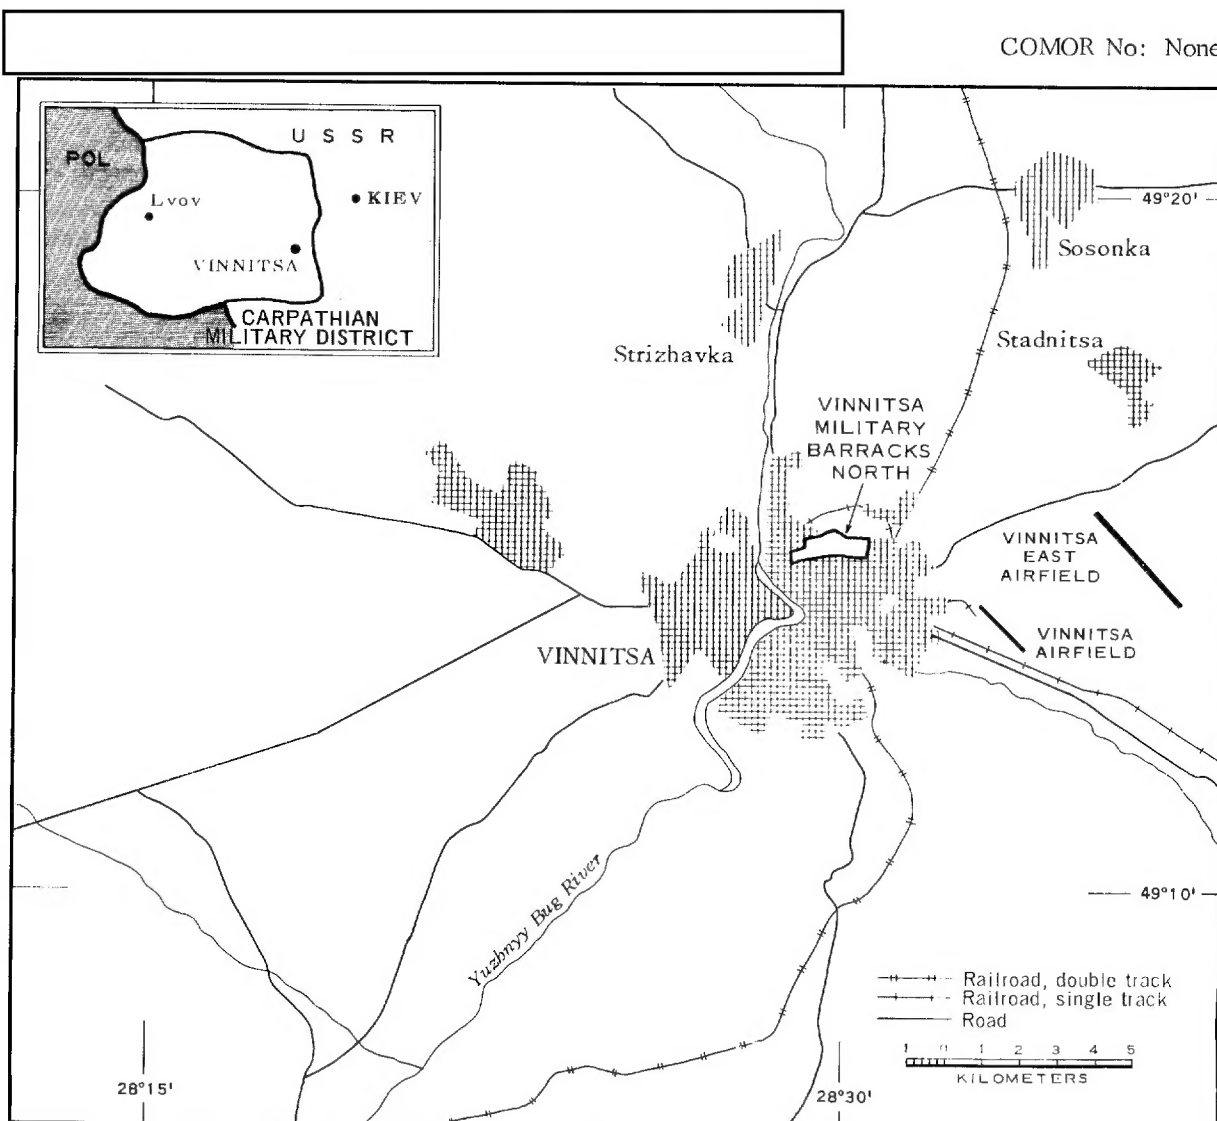 COMOR No: None
U S S R
POL
Lvov
KIEV
VINNITSA
CARPATHIAN
MILITARY DISTRICT
49°20'
Sosonka
Strizhavka
Stadnitsa
VINNITSA
MILITARY
BARRACKS
NORTH
VINNITSA
EAST
AIRFIELD
VINNITSA
AIRFIELD
VINNITSA
Yuzhnyy Bug River
49°10'
Railroad, double track
Railroad, single track
Road
1 0 1 2 3 4 5
KILOMETERS
28°15'
28°30'